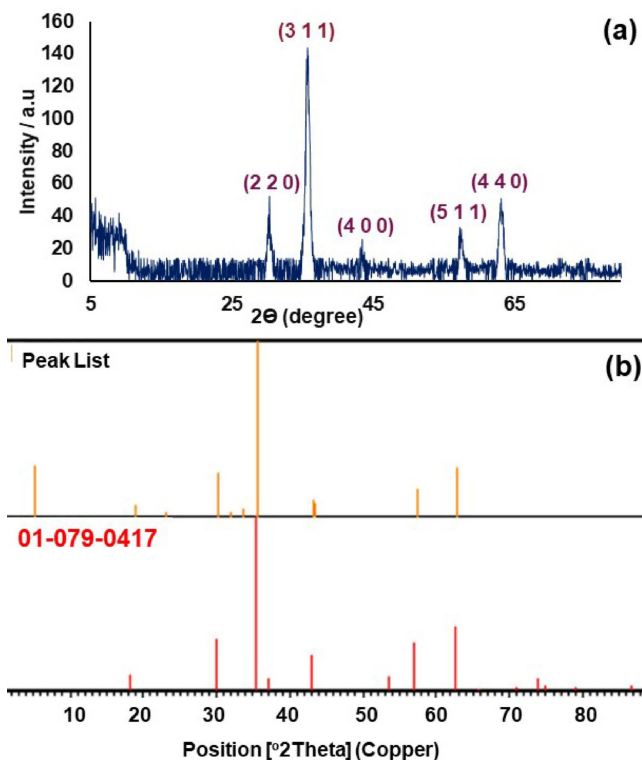 (a)
160
140
120
100
80
60
40
20
0
Intensity / a.u
(3 1 1)
(2 2 0)
(4 0 0)
(5 1 1)
(4 4 0)
5
25
45
65
2Ɵ (degree)
Peak List
(b)
01-079-0417
10
20
30
40
50
60
70
80
Position [º2Theta] (Copper)